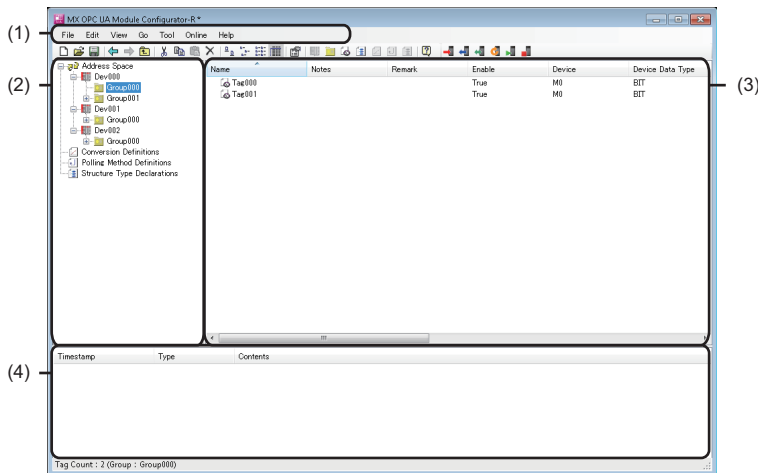 MX OPC UA Module Configurator-R *
(1)
File Edit View Go Tool Online Help
(2)
Address Space
Dev000
Group000
Group001
Dev001
Group000
Dev002
Group000
Conversion Definitions
Polling Method Definitions
Structure Type Declarations
(3)
Name Notes Remark Enable Device Device Data Type
Tag000 True M0 BIT
Tag001 True M0 BIT
(4)
Timestamp Type Contents
Tag Count : 2 (Group : Group000)